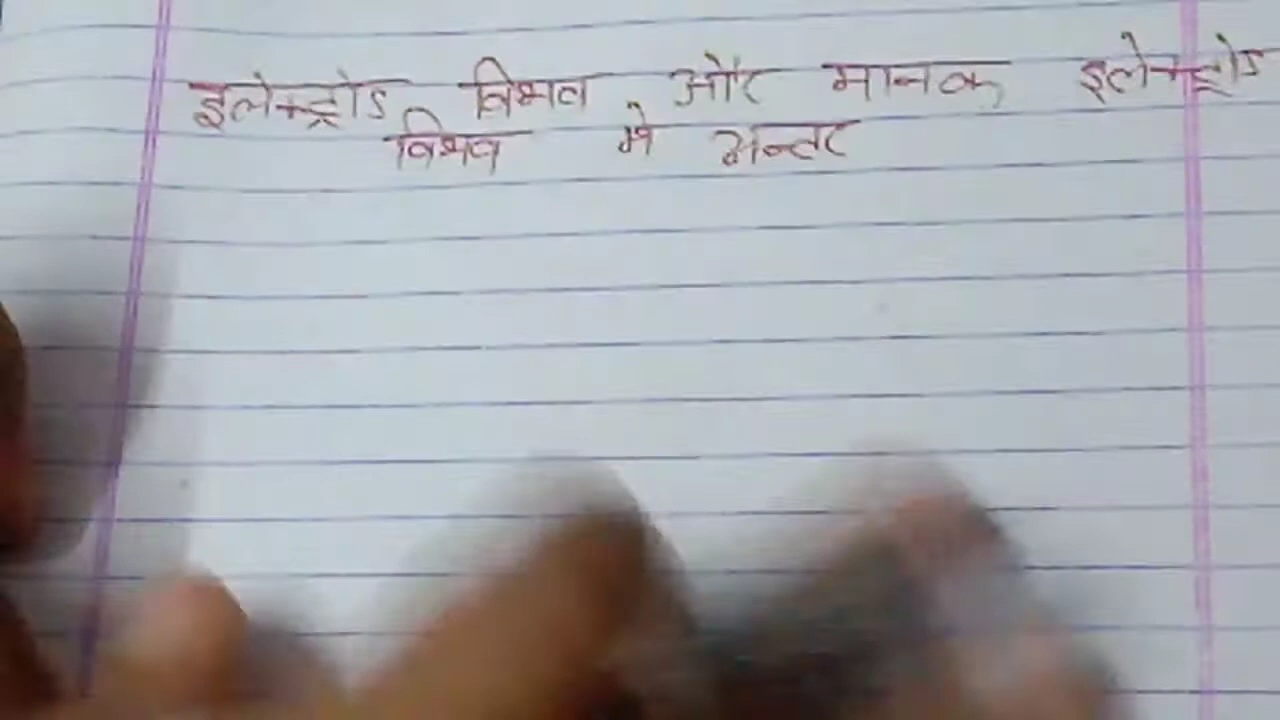 इलेक्ट्रोड विभव और मानक इलेक्ट्रोड
विभव मे अन्तर